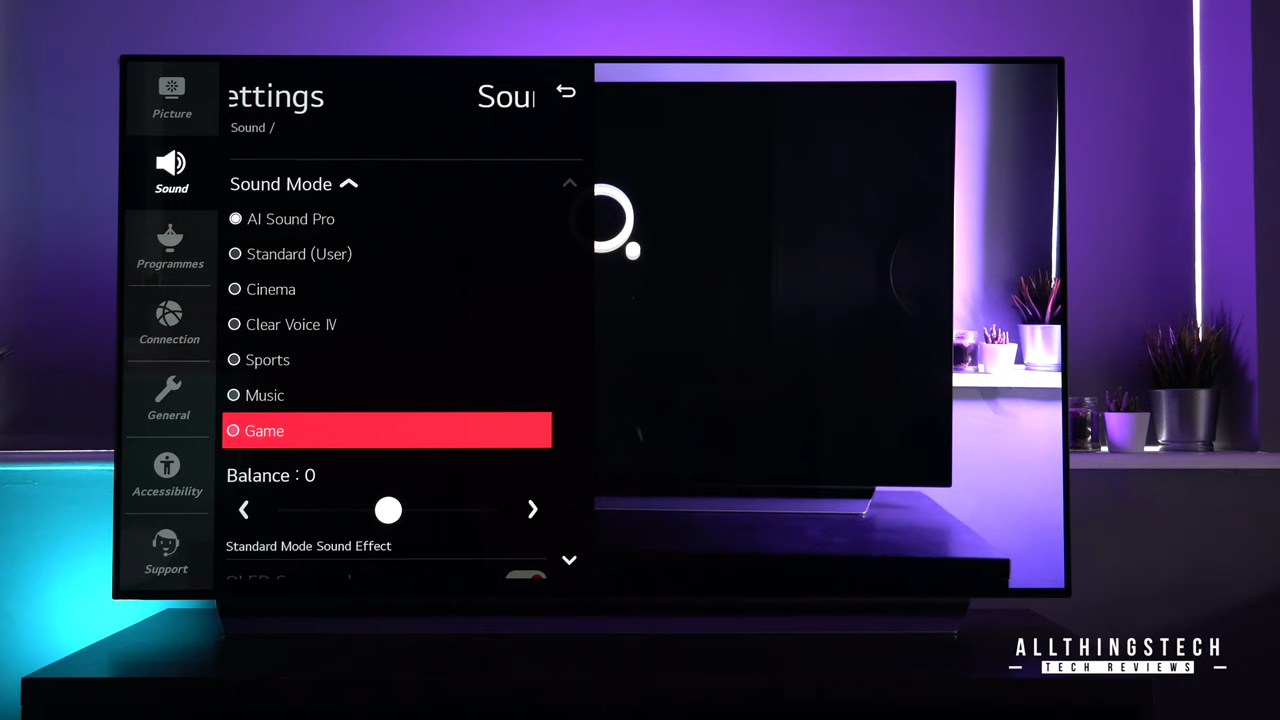 Picture
Sound
Programmes
Connection
General
Accessibility
Support
ettings
Sou
Sound /
Sound Mode
AI Sound Pro
Standard (User)
Cinema
Clear Voice IV
Sports
Music
Game
Balance : 0
Standard Mode Sound Effect
ALLTHINGSTECH
TECH REVIEWS